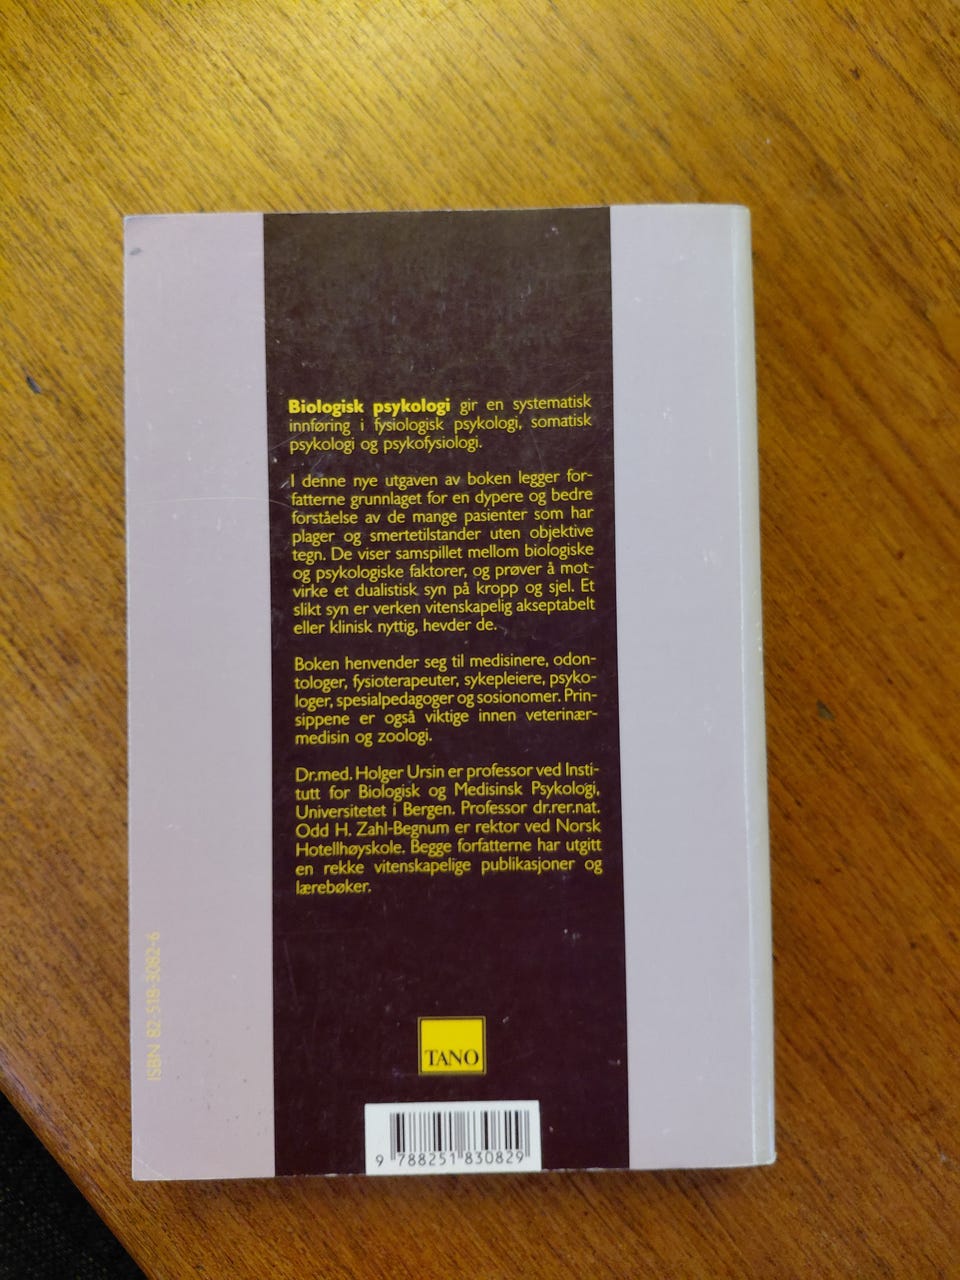 Biologisk psykologi gir en systematisk
innføring i fysiologisk psykologi, somatisk
psykologi og psykofysiologi.
I denne nye utgaven av boken legger for-
fatterne grunnlaget for en dypere og bedre
forståelse av de mange pasienter som har
plager og smertetilstander uten objektive
tegn. De viser samspillet mellom biologiske
og psykologiske faktorer, og prøver å mot-
virke et dualistisk syn på kropp og sjel. Et
slikt syn er verken vitenskapelig akseptabelt
eller klinisk nyttig, hevder de.
Boken henvender seg til medisinere, odon-
tologer, fysioterapeuter, sykepleiere, psyko-
loger, spesialpedagoger og sosionomer. Prin-
sippene er også viktige innen veterinær-
medisin og zoologi.
Dr.med. Holger Ursin er professor ved Insti-
tutt for Biologisk og Medisinsk Psykologi,
Universitetet i Bergen. Professor dr.rer.nat.
Odd H. Zahl-Begnum er rektor ved Norsk
Hotellhøyskole. Begge forfatterne har utgitt
en rekke vitenskapelige publikasjoner og
lærebøker.
ISBN 82-518-3082-6
TANO
9 788251 830829